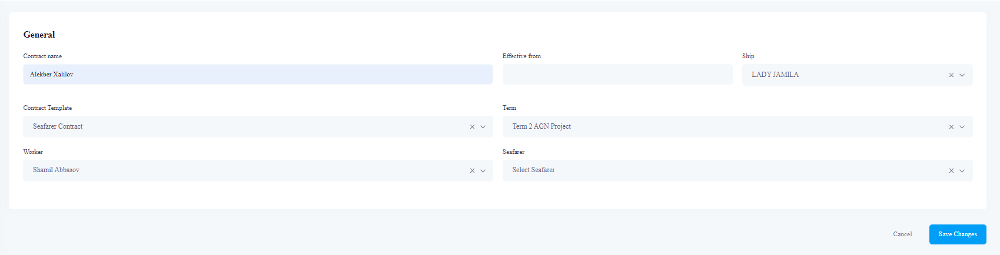 General
Contract name
Effective from
Ship
Alekber Xalilov
LADY JAMILA
Contract Template
Term
Seafarer Contract
Term 2 AGN Project
Worker
Seafarer
Shamil Abbasov
Select Seafarer
Cancel
Save Changes